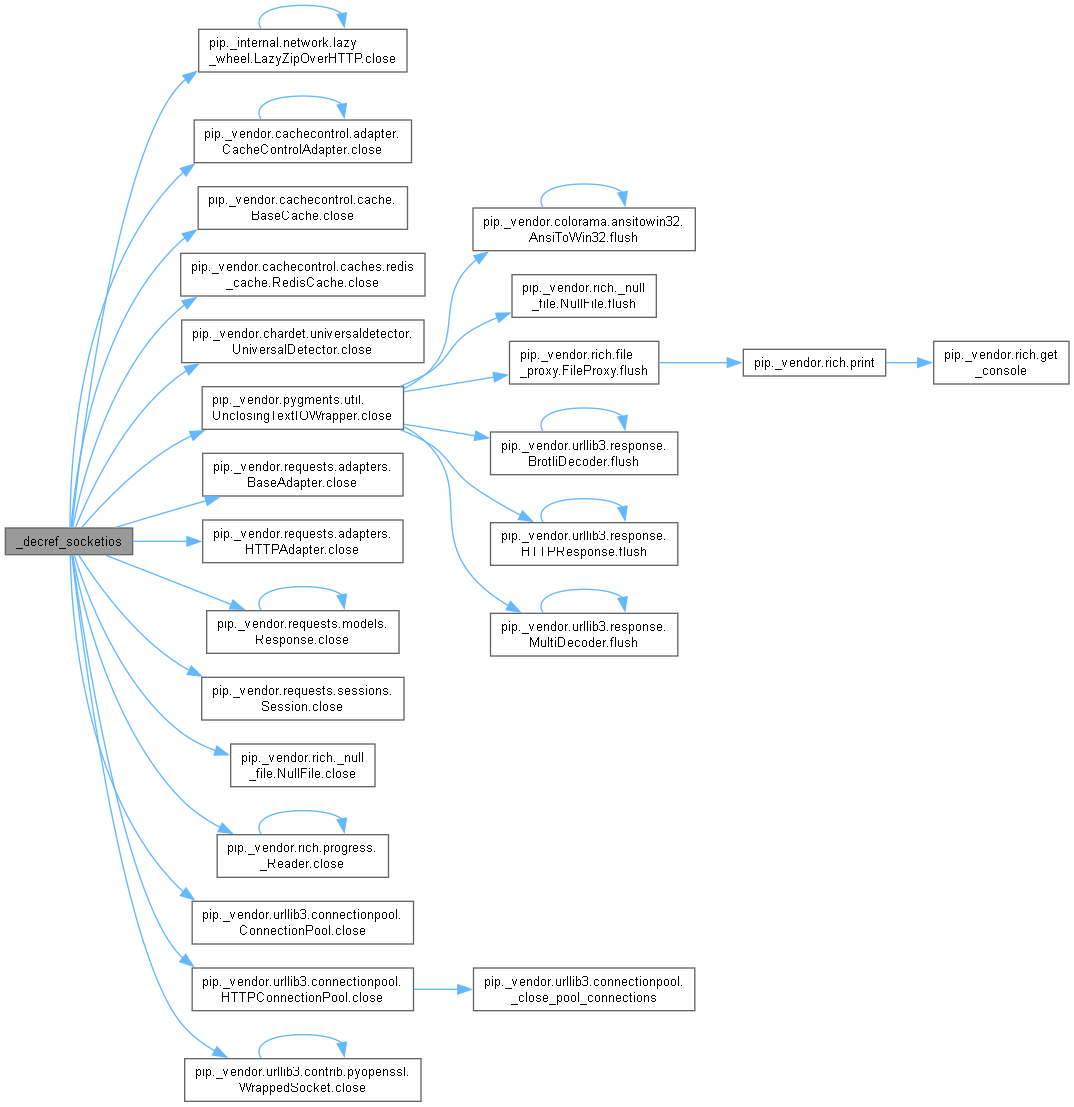 pip._internal.network.lazy
_wheel.LazyZipOverHTTP.close
pip._vendor.cachecontrol.adapter.
CacheControlAdapter.close
pip._vendor.cachecontrol.cache.
BaseCache.close
pip._vendor.cachecontrol.caches.redis
_cache.RedisCache.close
pip._vendor.chardet.universaldetector.
UniversalDetector.close
pip._vendor.pygments.util.
UnclosingTextIOWrapper.close
pip._vendor.requests.adapters.
BaseAdapter.close
_decref_socketios
pip._vendor.requests.adapters.
HTTPAdapter.close
pip._vendor.requests.models.
Response.close
pip._vendor.requests.sessions.
Session.close
pip._vendor.rich._null
_file.NullFile.close
pip._vendor.rich.progress.
_Reader.close
pip._vendor.urllib3.connectionpool.
ConnectionPool.close
pip._vendor.urllib3.connectionpool.
HTTPConnectionPool.close
pip._vendor.urllib3.contrib.pyopenssl.
WrappedSocket.close
pip._vendor.colorama.ansitowin32.
AnsiToWin32.flush
pip._vendor.rich._null
_file.NullFile.flush
pip._vendor.rich.file
_proxy.FileProxy.flush
pip._vendor.urllib3.response.
BrotliDecoder.flush
pip._vendor.urllib3.response.
HTTPResponse.flush
pip._vendor.urllib3.response.
MultiDecoder.flush
pip._vendor.urllib3.connectionpool.
_close_pool_connections
pip._vendor.rich.print
pip._vendor.rich.get
_console